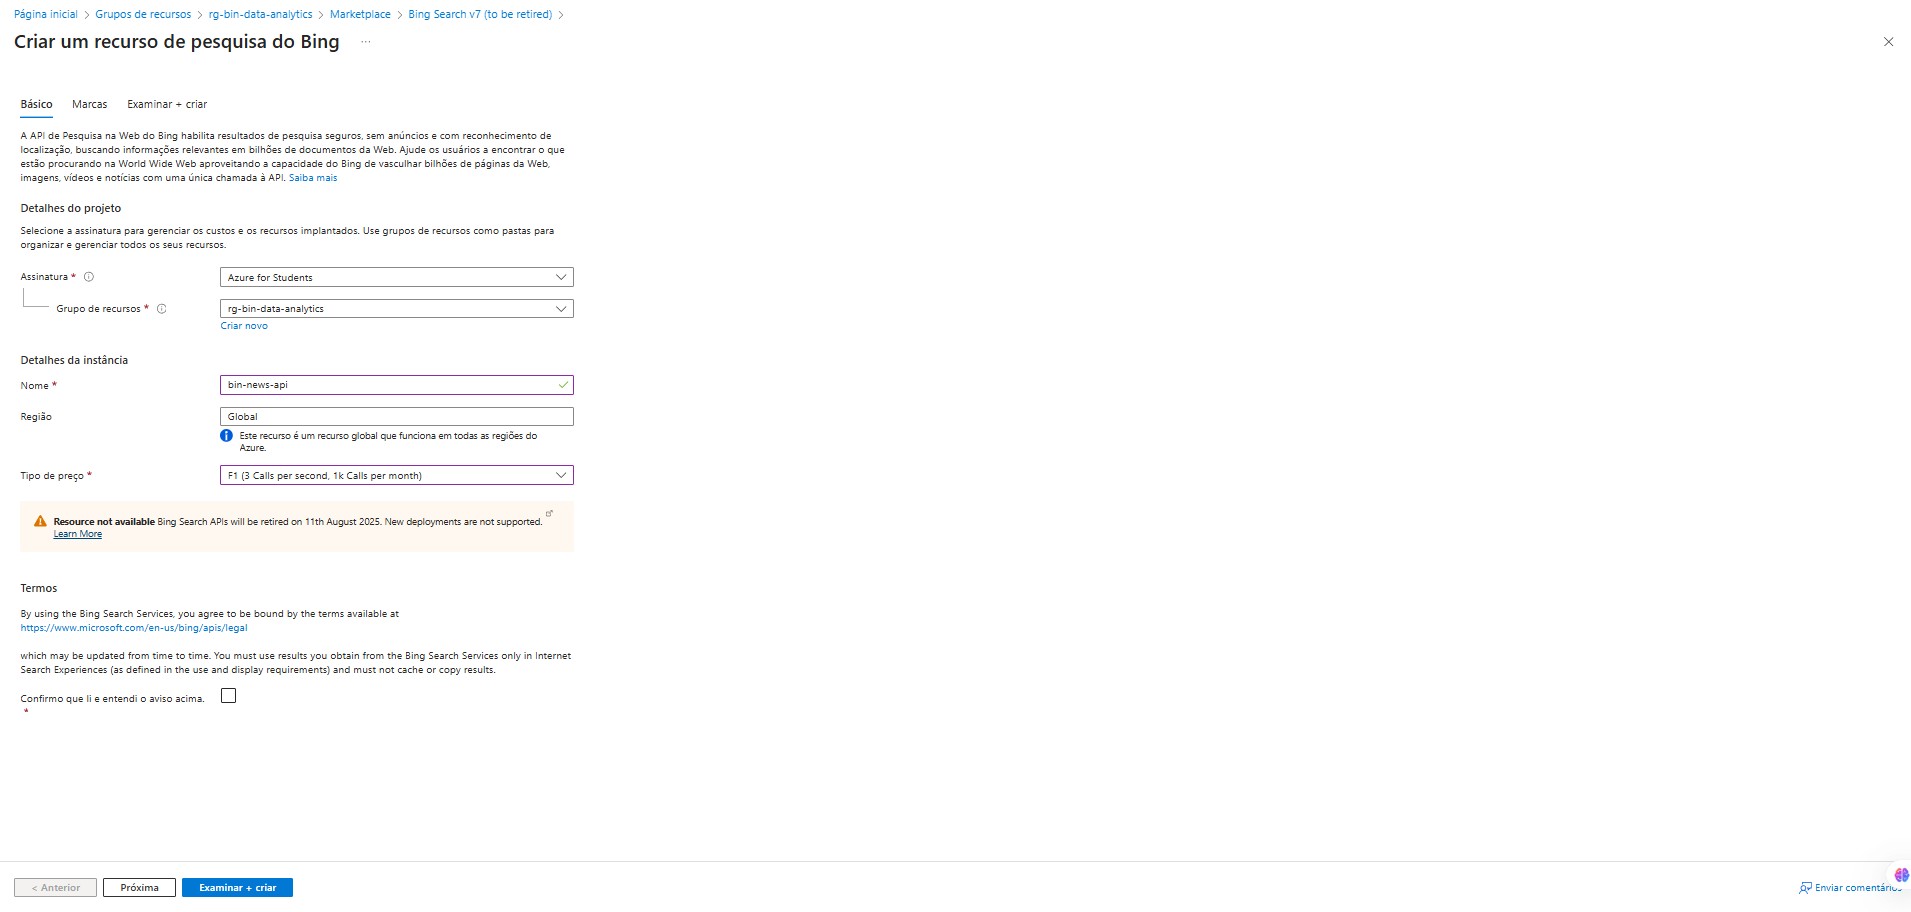 Página inicial > Grupos de recursos > rg-bin-data-analytics > Marketplace > Bing Search v7 (to be retired) >
Criar um recurso de pesquisa do Bing ...
Básico Marcas Examinar + criar
A API de Pesquisa na Web do Bing habilita resultados de pesquisa seguros, sem anúncios e com reconhecimento de
localização, buscando informações relevantes em bilhões de documentos da Web. Ajude os usuários a encontrar o que
estão procurando na World Wide Web aproveitando a capacidade do Bing de vasculhar bilhões de páginas da Web,
imagens, vídeos e notícias com uma única chamada à API. Saiba mais
Detalhes do projeto
Selecione a assinatura para gerenciar os custos e os recursos implantados. Use grupos de recursos como pastas para
organizar e gerenciar todos os seus recursos.
Assinatura * Azure for Students
Grupo de recursos * rg-bin-data-analytics
Criar novo
Detalhes da instância
Nome * bin-news-api
Região Global
Este recurso é um recurso global que funciona em todas as regiões do
Azure.
Tipo de preço * F1 (3 Calls per second, 1k Calls per month)
Resource not available Bing Search APIs will be retired on 11th August 2025. New deployments are not supported.
Learn More
Termos
By using the Bing Search Services, you agree to be bound by the terms available at
https://www.microsoft.com/en-us/bing/apis/legal
which may be updated from time to time. You must use results you obtain from the Bing Search Services only in Internet
Search Experiences (as defined in the use and display requirements) and must not cache or copy results.
Confirmo que li e entendi o aviso acima.
*
< Anterior Próxima Examinar + criar Enviar comentários